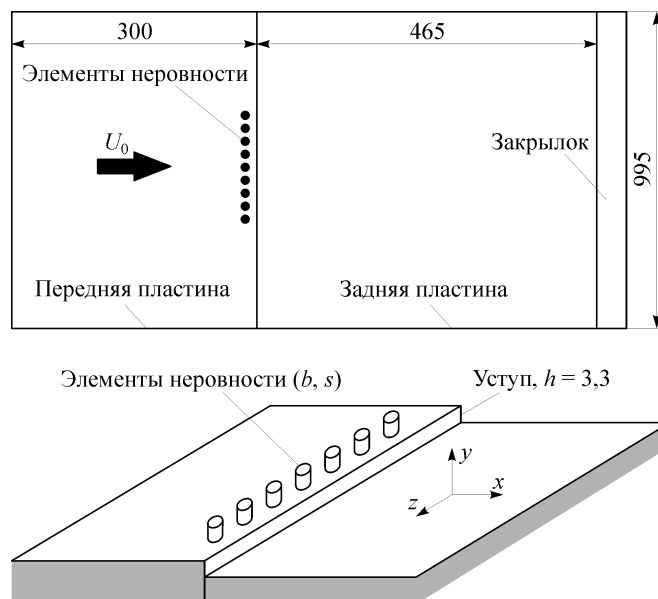 300
465
Элементы неровности
U₀
Закрылок
995
Передняя пластина
Задняя пластина
Элементы неровности (b, s)
Уступ, h = 3,3
y
x
z